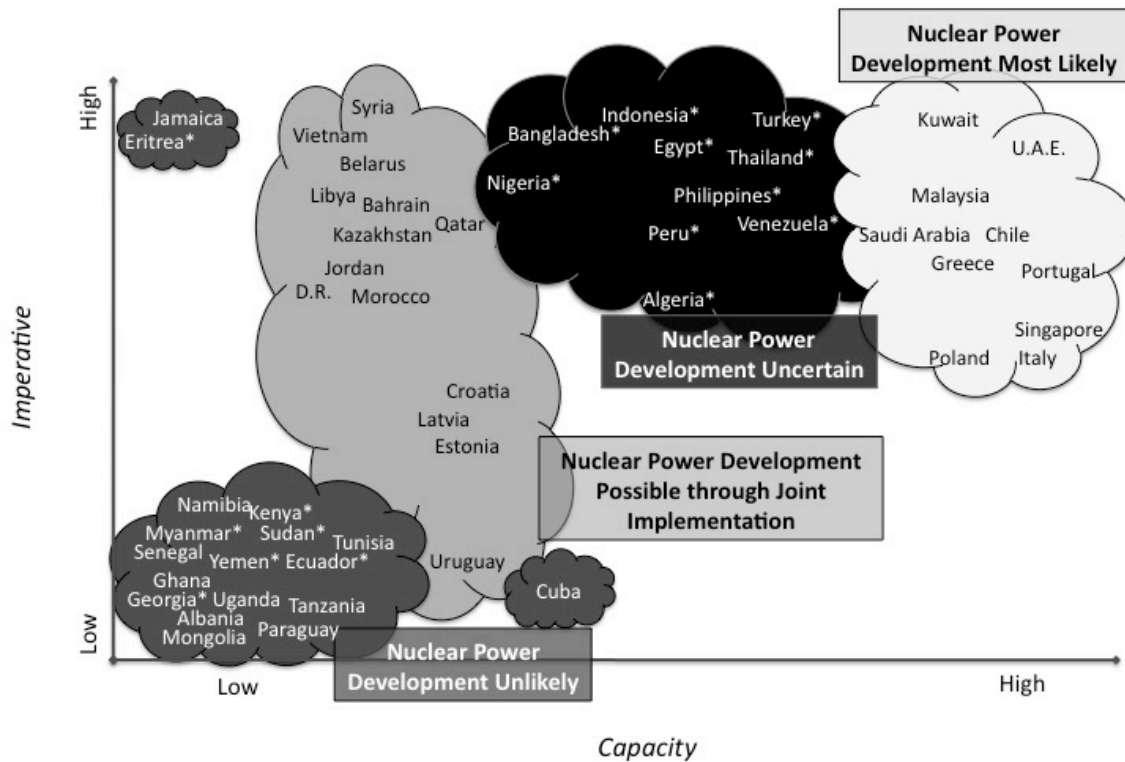 Nuclear Power
Development Most Likely
High
Jamaica
Eritrea*
Syria
Vietnam
Belarus
Libya
Bahrain
Qatar
Kazakhstan
Jordan
D.R.
Morocco
Croatia
Latvia
Estonia
Uruguay
Indonesia*
Turkey*
Bangladesh*
Egypt*
Thailand*
Nigeria*
Philippines*
Peru*
Venezuela*
Algeria*
Nuclear Power
Development Uncertain
Kuwait
U.A.E.
Malaysia
Saudi Arabia
Chile
Greece
Portugal
Singapore
Poland
Italy
Imperative
Nuclear Power Development
Possible through Joint
Implementation
Namibia
Kenya*
Myanmar*
Sudan*
Tunisia
Senegal
Yemen*
Ecuador*
Ghana
Georgia*
Uganda
Tanzania
Albania
Mongolia
Paraguay
Cuba
Low
Nuclear Power
Development Unlikely
Low
High
Capacity